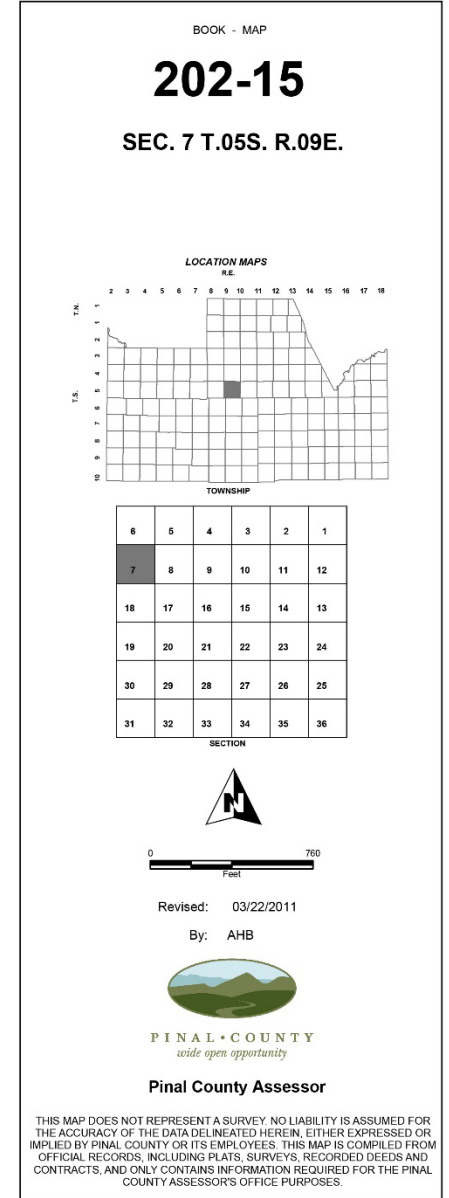 BOOK - MAP
202-15
SEC. 7 T.05S. R.09E.
LOCATION MAPS
R.E.
2 3 4 5 6 7 8 9 10 11 12 13 14 15 16 17 18
T.N.
1
1
2
3
4
5
T.S.
6
7
8
9
10
TOWNSHIP
6 5 4 3 2 1
7 8 9 10 11 12
18 17 16 15 14 13
19 20 21 22 23 24
30 29 28 27 26 25
31 32 33 34 35 36
SECTION
N
0 760
Feet
Revised: 03/22/2011
By: AHB
PINAL • COUNTY
wide open opportunity
Pinal County Assessor
THIS MAP DOES NOT REPRESENT A SURVEY. NO LIABILITY IS ASSUMED FOR
THE ACCURACY OF THE DATA DELINEATED HEREIN, EITHER EXPRESSED OR
IMPLIED BY PINAL COUNTY OR ITS EMPLOYEES. THIS MAP IS COMPILED FROM
OFFICIAL RECORDS, INCLUDING PLATS, SURVEYS, RECORDED DEEDS AND
CONTRACTS, AND ONLY CONTAINS INFORMATION REQUIRED FOR THE PINAL
COUNTY ASSESSOR'S OFFICE PURPOSES.